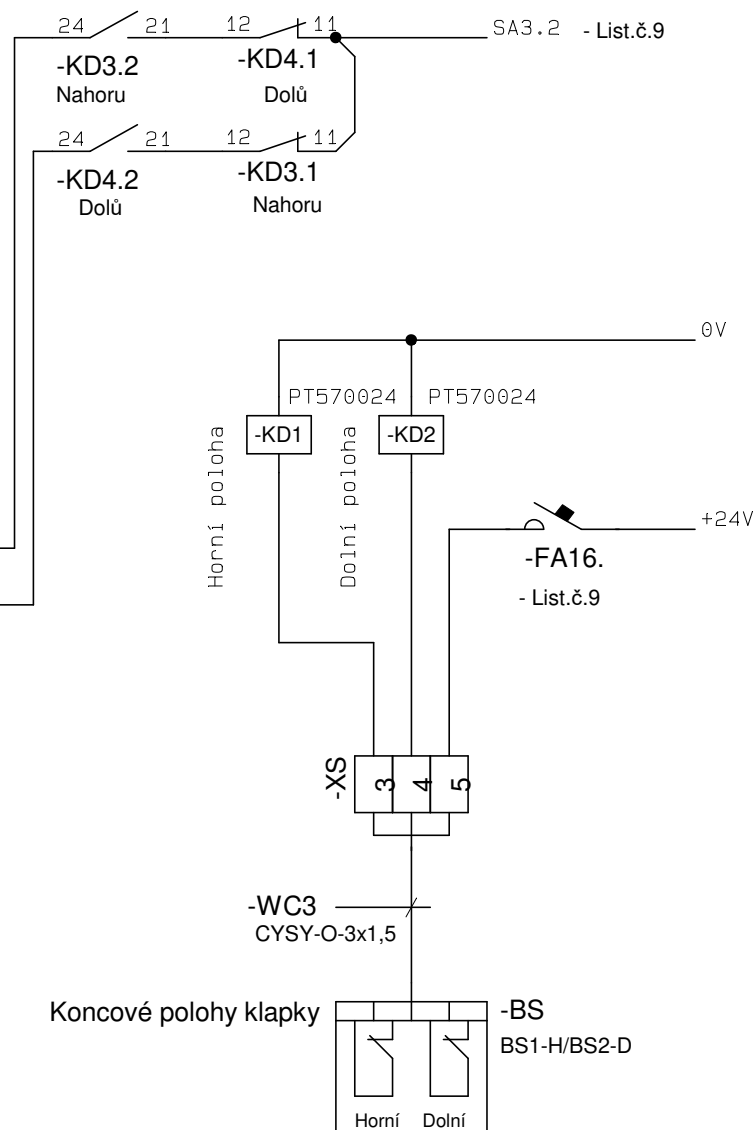 24 21 12 11 SA3.2 - List.č.9
-KD3.2 -KD4.1
Nahoru Dolů
24 21 12 11
-KD4.2 -KD3.1
Dolů Nahoru
0V
PT570024 PT570024
-KD1 -KD2
Horní poloha
Dolní poloha
+24V
-FA16.
- List.č.9
-XS 3 4 5
-WC3
CYSY-O-3x1,5
Koncové polohy klapky -BS
BS1-H/BS2-D
Horní Dolní